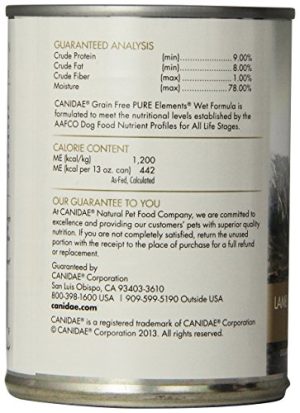 GUARANTEED ANALYSIS
Crude Protein (min) 9.00%
Crude Fat (min) 8.00%
Crude Fiber (max) 1.00%
Moisture (max) 78.00%
CANIDAE® Grain Free PURE Elements® Wet Formula is
formulated to meet the nutritional levels established by the
AAFCO Dog Food Nutrient Profiles for All Life Stages.
CALORIE CONTENT
ME (kcal/kg) 1,200
ME (kcal per 13 oz. can) 442
As-Fed, Calculated
OUR GUARANTEE TO YOU
At CANIDAE® Natural Pet Food Company, we are committed to
excellence and providing our customers' pets with superior quality
nutrition. If you are not completely satisfied, return the unused
portion with the receipt to the place of purchase for a full refund
or replacement.
Guaranteed by
CANIDAE® Corporation
San Luis Obispo, CA 93403-3610
800-398-1600 USA | 909-599-5190 Outside USA
canidae.com
CANIDAE® is a registered trademark of CANIDAE® Corporation
© CANIDAE® Corporation 2013. All rights reserved.
LAMB